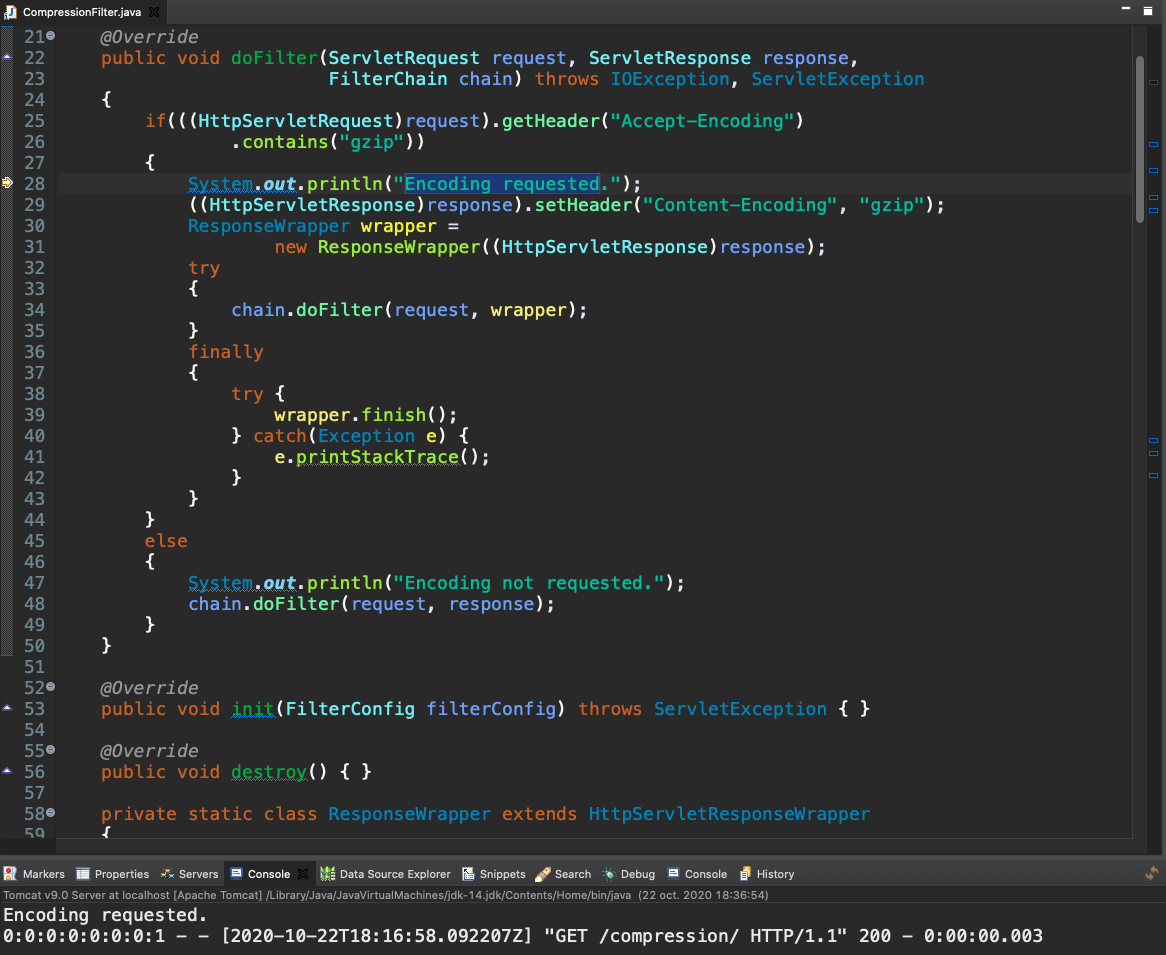 CompressionFilter.java
21 @Override
22 public void doFilter(ServletRequest request, ServletResponse response,
23 FilterChain chain) throws IOException, ServletException
24 {
25 if(((HttpServletRequest)request).getHeader("Accept-Encoding")
26 .contains("gzip"))
27 {
28 System.out.println("Encoding requested.");
29 ((HttpServletResponse)response).setHeader("Content-Encoding", "gzip");
30 ResponseWrapper wrapper =
31 new ResponseWrapper((HttpServletResponse)response);
32 try
33 {
34 chain.doFilter(request, wrapper);
35 }
36 finally
37 {
38 try {
39 wrapper.finish();
40 } catch(Exception e) {
41 e.printStackTrace();
42 }
43 }
44 }
45 else
46 {
47 System.out.println("Encoding not requested.");
48 chain.doFilter(request, response);
49 }
50 }
51
52 @Override
53 public void init(FilterConfig filterConfig) throws ServletException { }
54
55 @Override
56 public void destroy() { }
57
58 private static class ResponseWrapper extends HttpServletResponseWrapper
59 {
Markers Properties Servers Console Data Source Explorer Snippets Search Debug Console History
Tomcat v9.0 Server at localhost [Apache Tomcat] /Library/Java/JavaVirtualMachines/jdk-14.jdk/Contents/Home/bin/java (22 oct. 2020 18:36:54)
Encoding requested.
0:0:0:0:0:0:0:1 - - [2020-10-22T18:16:58.092207Z] "GET /compression/ HTTP/1.1" 200 - 0:00:00.003